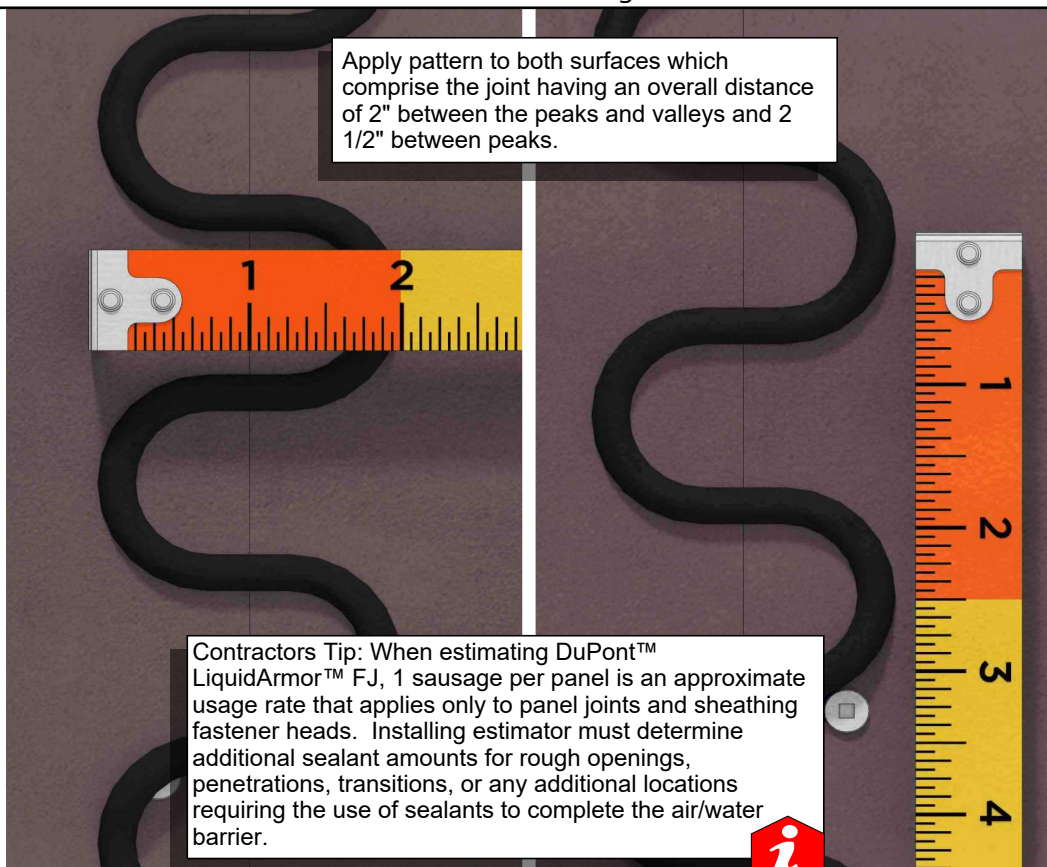 Apply pattern to both surfaces which
comprise the joint having an overall distance
of 2" between the peaks and valleys and 2
1/2" between peaks.
1 2
1
2
3
4
Contractors Tip: When estimating DuPont™
LiquidArmor™ FJ, 1 sausage per panel is an approximate
usage rate that applies only to panel joints and sheathing
fastener heads.  Installing estimator must determine
additional sealant amounts for rough openings,
penetrations, transitions, or any additional locations
requiring the use of sealants to complete the air/water
barrier.
i